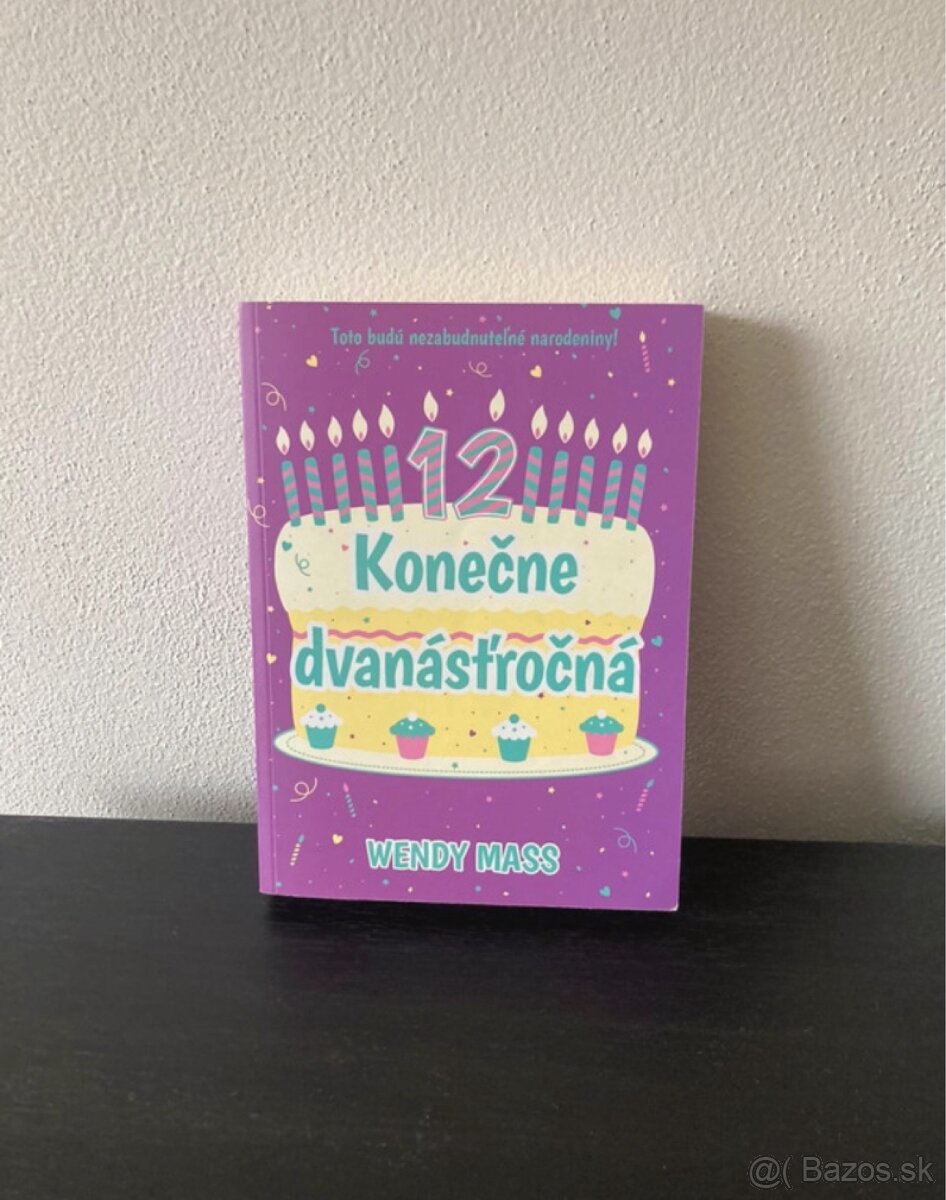 Toto budú nezabudnuteľné narodeniny!
12
Konečne
dvanásťročná
WENDY MASS
@( Bazos.sk